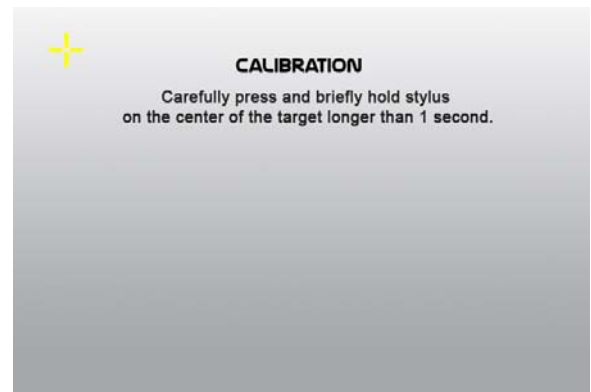 CALIBRATION
Carefully press and briefly hold stylus
on the center of the target longer than 1 second.